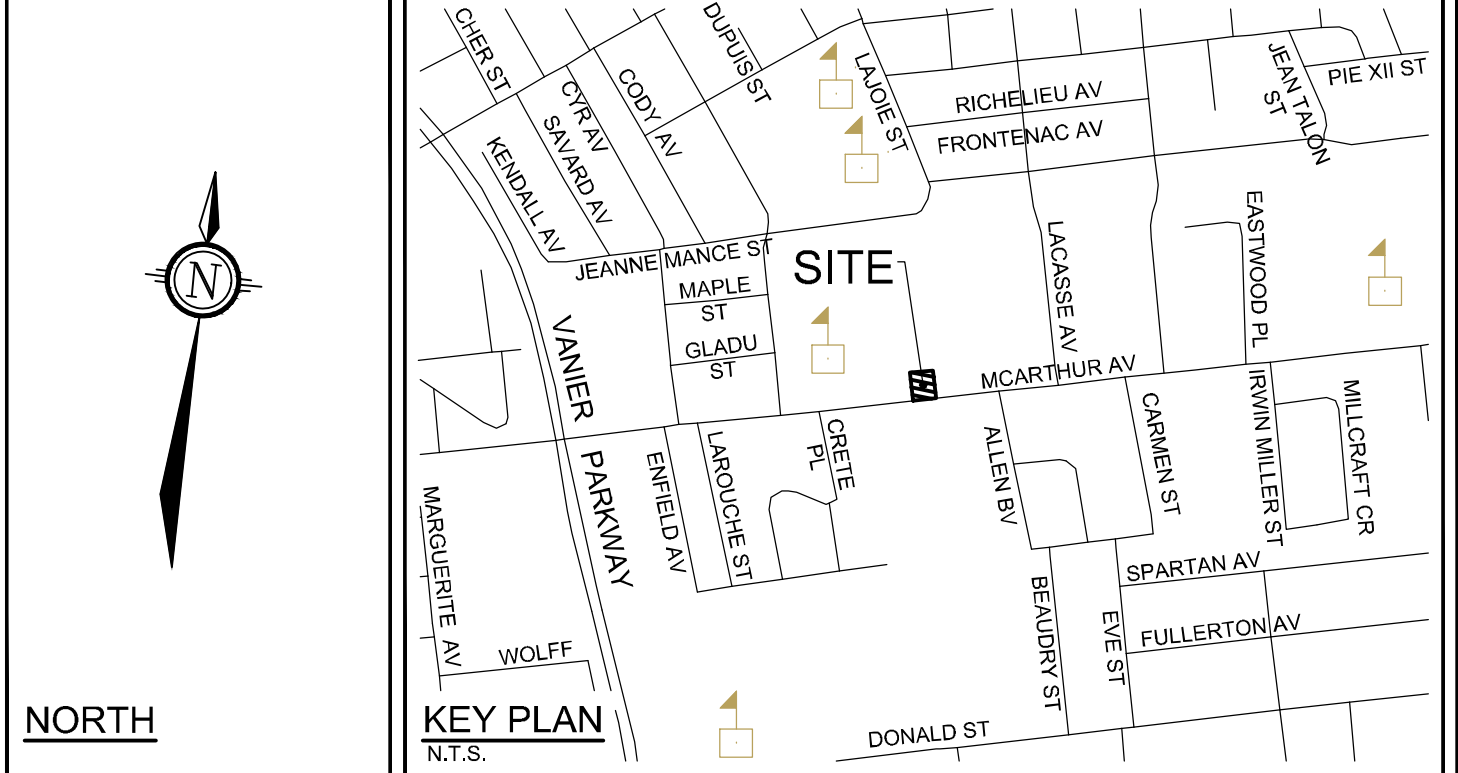 N
NORTH
CHER ST
DUPUIS ST
LAJOIE ST
JEAN TALON
ST
PIE XII ST
CYR AV
CODY AV
SAVARD AV
KENDALL AV
RICHELIEU AV
FRONTENAC AV
JEANNE MANCE ST
MAPLE
ST
GLADU
ST
SITE
LACASSE AV
EASTWOOD PL
VANIER
PARKWAY
MCARTHUR AV
MARGUERITE AV
ENFIELD AV
LAROUCHE ST
CRETE
PL
ALLEN BV
CARMEN ST
IRWIN MILLER ST
MILLCRAFT CR
WOLFF
BEAUDRY ST
EVE ST
SPARTAN AV
FULLERTON AV
DONALD ST
KEY PLAN
N.T.S.